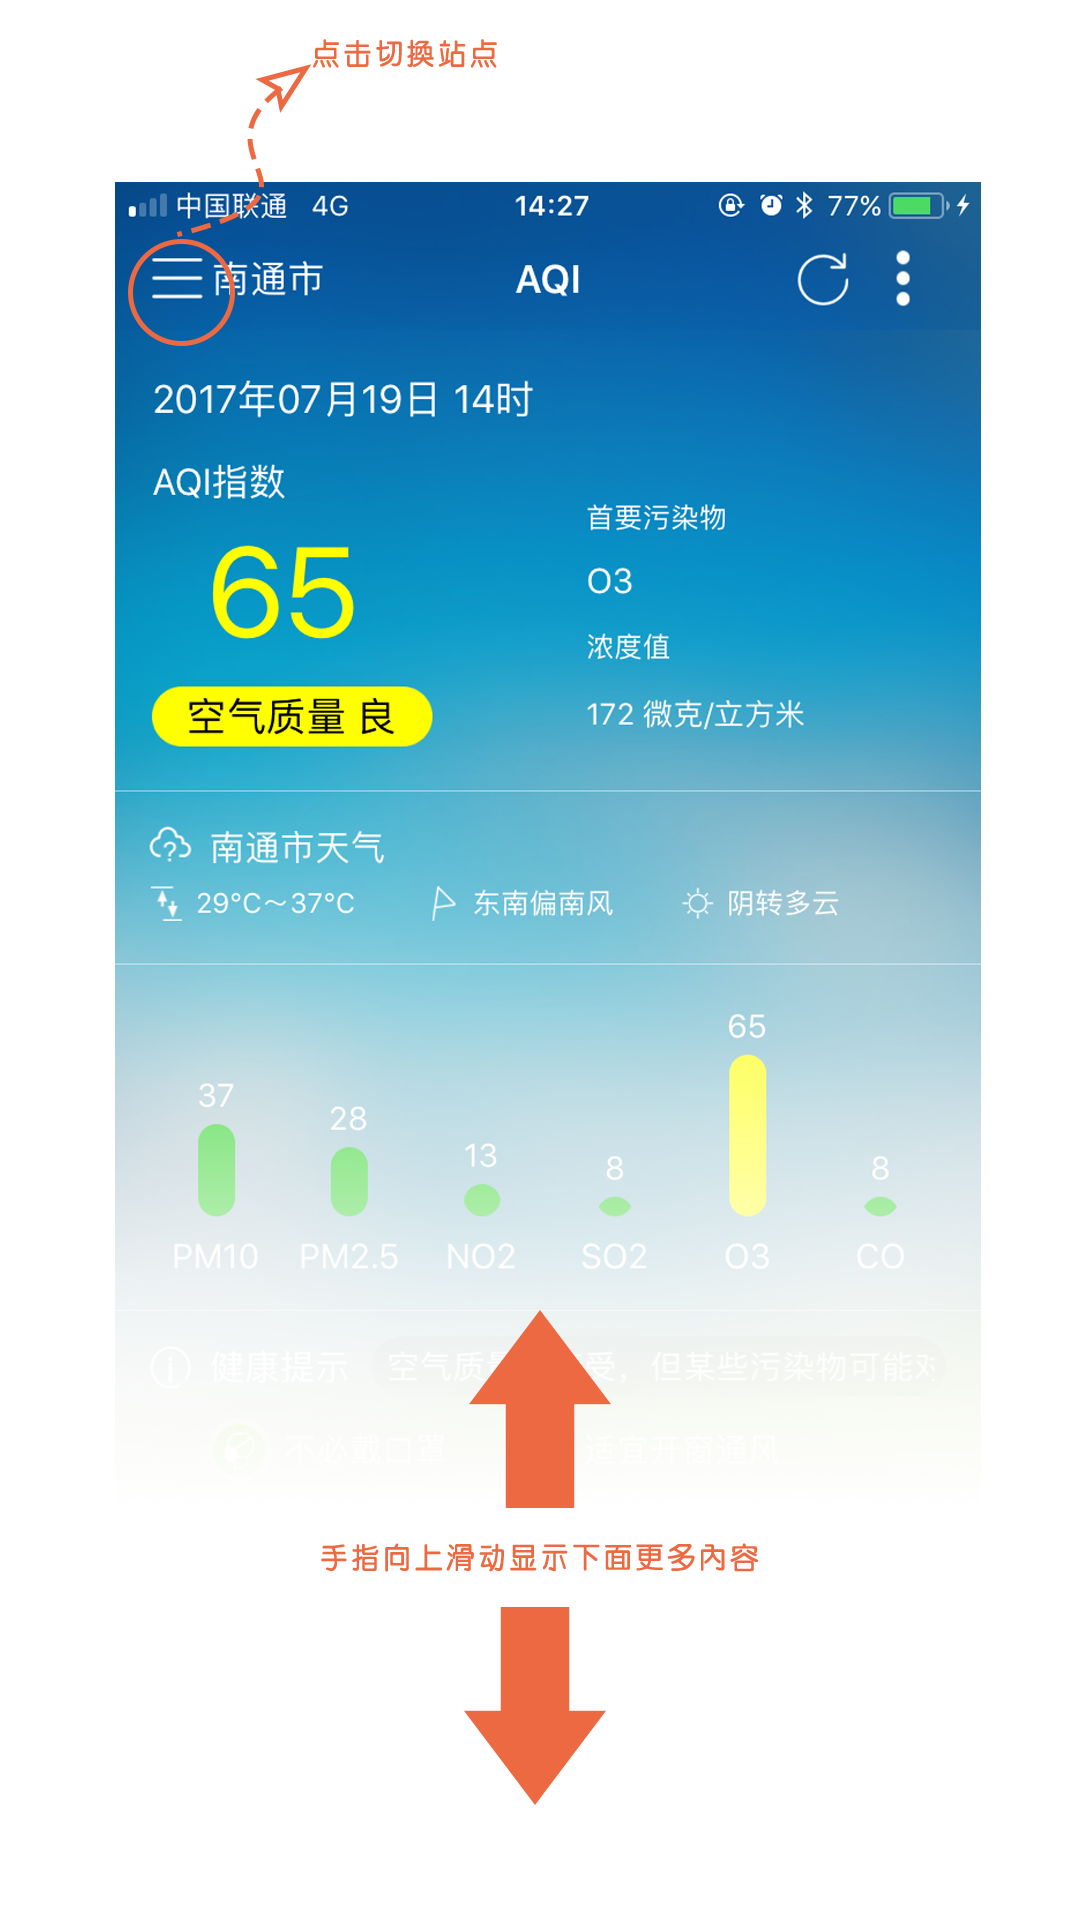 点击切换站点
中国联通 4G 14:27 77%
南通市 AQI
2017年07月19日 14时
AQI指数
65
空气质量 良
首要污染物
O3
浓度值
172 微克/立方米
南通市天气
29°C～37°C 东南偏南风 阴转多云
37 28 13 8 65 8
PM10 PM2.5 NO2 SO2 O3 CO
健康提示 空气质 受，但某些污染物可能
不必戴口罩 适宜开窗通风
手指向上滑动显示下面更多内容